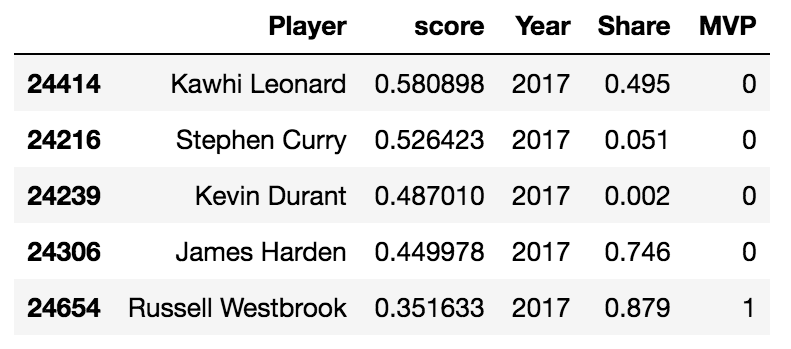 Player score Year Share MVP
24414 Kawhi Leonard 0.580898 2017 0.495 0
24216 Stephen Curry 0.526423 2017 0.051 0
24239 Kevin Durant 0.487010 2017 0.002 0
24306 James Harden 0.449978 2017 0.746 0
24654 Russell Westbrook 0.351633 2017 0.879 1